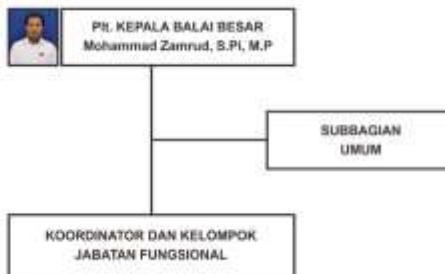 Plt. KEPALA BALAI BESAR
Mohammad Zamrud, S.Pi, M.P
SUBBAGIAN
UMUM
KOORDINATOR DAN KELOMPOK
JABATAN FUNGSIONAL